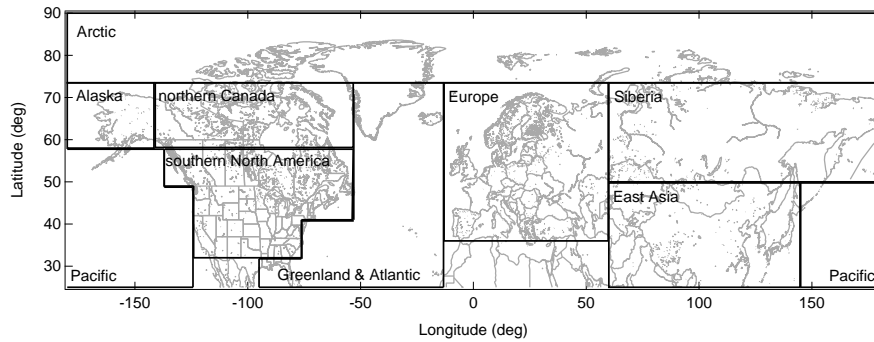 90
Arctic
80
Alaska
northern Canada
Europe
Siberia
70
60
southern North America
50
East Asia
40
30
Pacific
Greenland & Atlantic
Pacific
Latitude (deg)
-150
-100
-50
0
50
100
150
Longitude (deg)